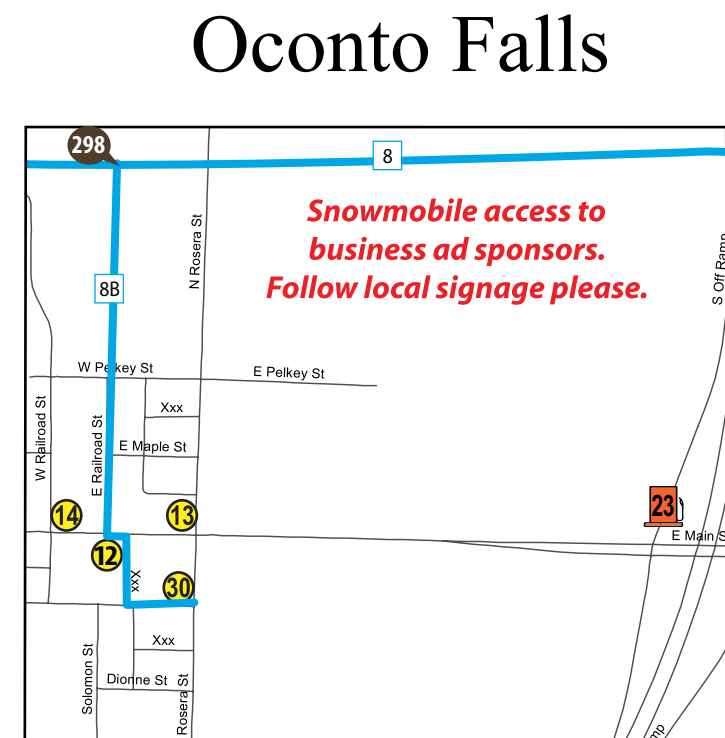 Oconto Falls
298
8
Snowmobile access to
business ad sponsors.
Follow local signage please.
N Rosera St
S Off Ramp
8B
W Pelkey St
E Pelkey St
Xxx
W Railroad St
E Railroad St
E Maple St
14
13
23
E Main S
12
Xxx
30
Xxx
Solomon St
Dionne St
Rosera St
mp